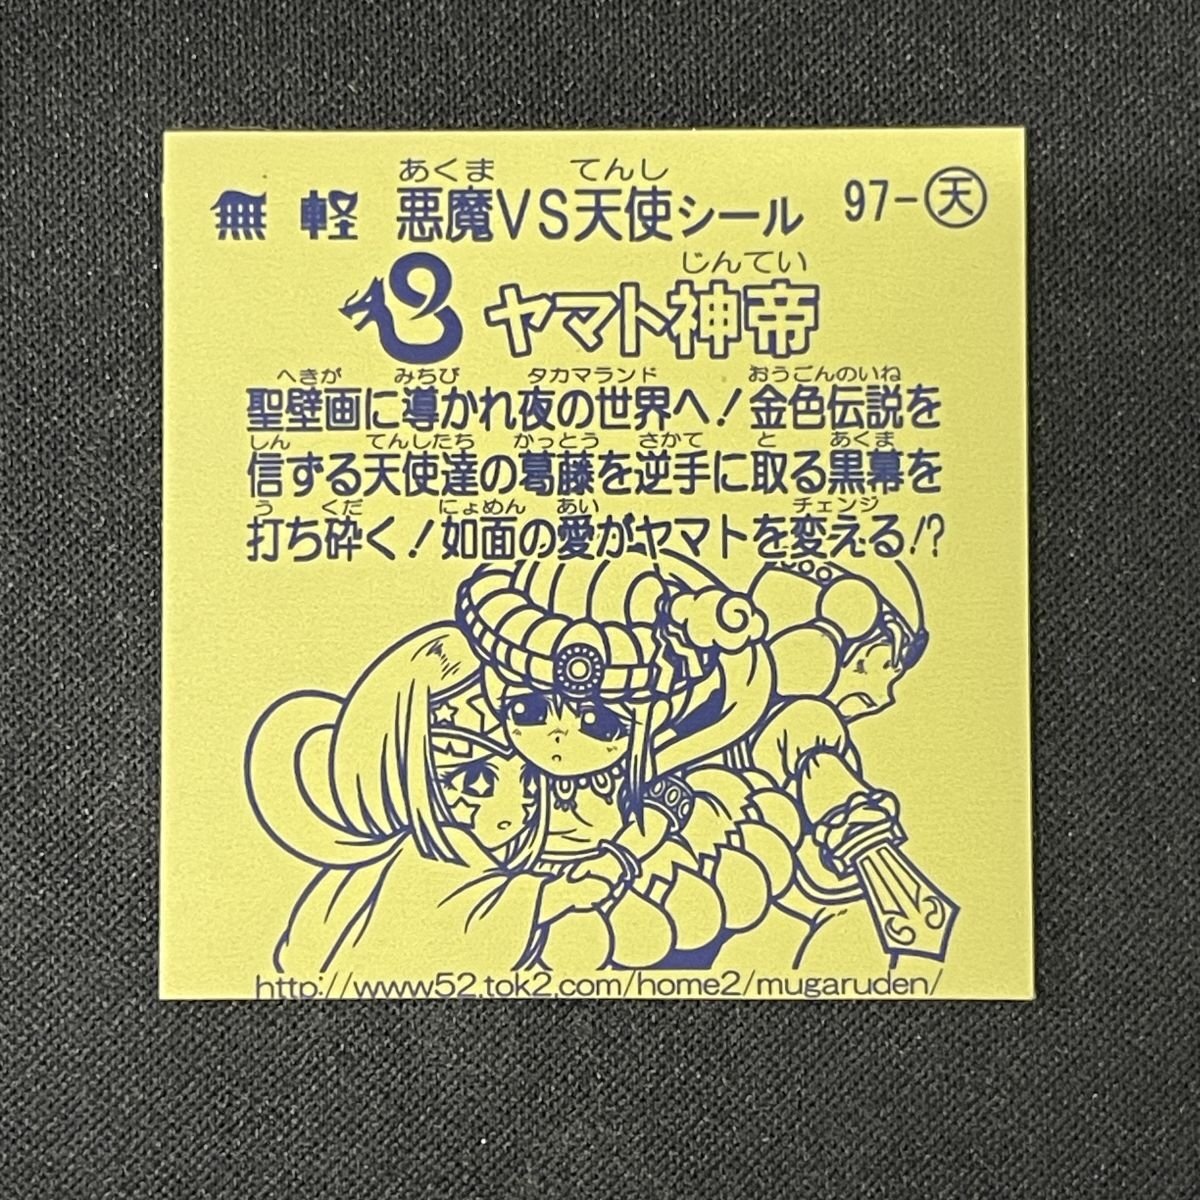 あくま てんし
無軽 悪魔VS天使シール 97-天
じんてい
ヤマト神帝
へきが みちび タカマランド おうごんのいね
聖壁画に導かれ夜の世界へ!金色伝説を
しん てんしたち かっとう さかて と あくま
信ずる天使達の葛藤を逆手に取る黒幕を
う くだ にょめん あい チェンジ
打ち砕く!如面の愛がヤマトを変える!?
http://www52.tok2.com/home2/mugaruden/